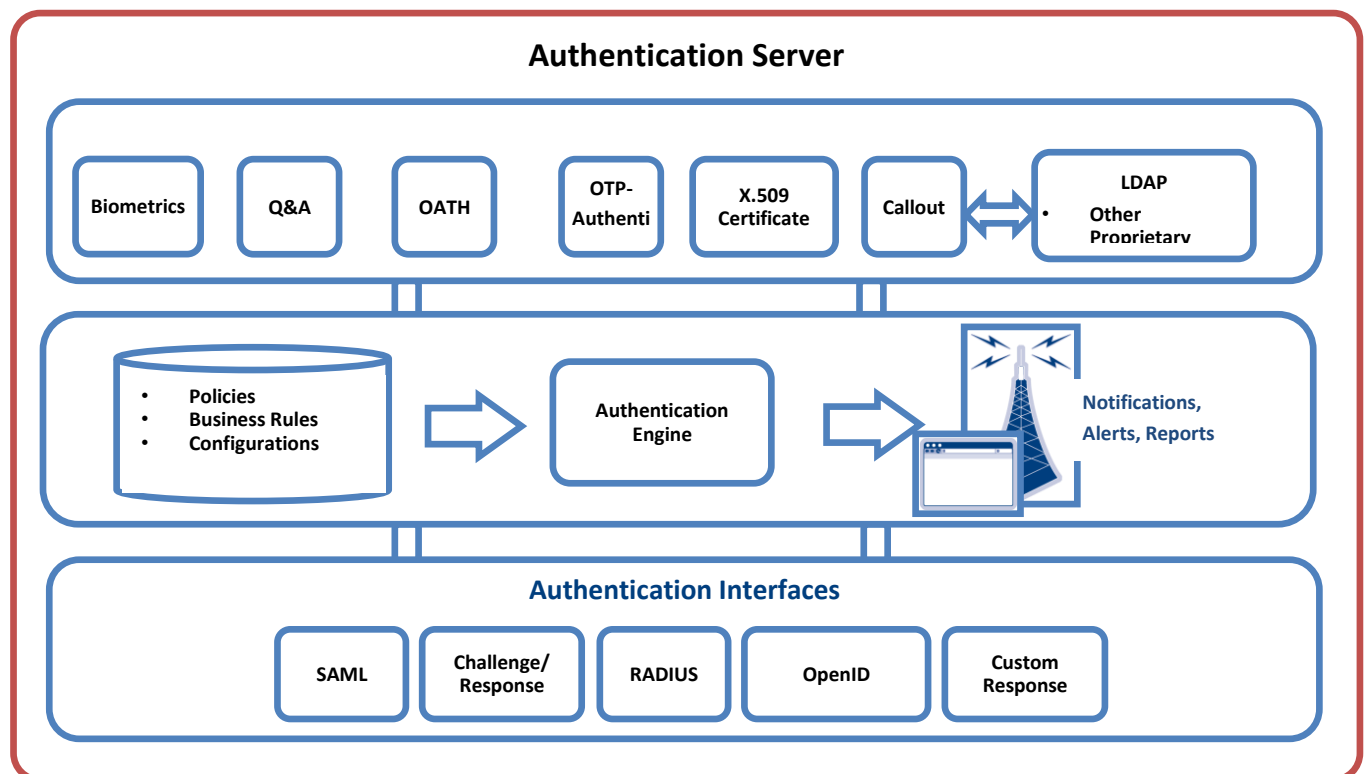 Authentication Server
Biometrics
Q&A
OATH
OTP-
Authenti
X.509
Certificate
Callout
LDAP
• Other
Proprietary
• Policies
• Business Rules
• Configurations
Authentication
Engine
Notifications,
Alerts, Reports
Authentication Interfaces
SAML
Challenge/
Response
RADIUS
OpenID
Custom
Response